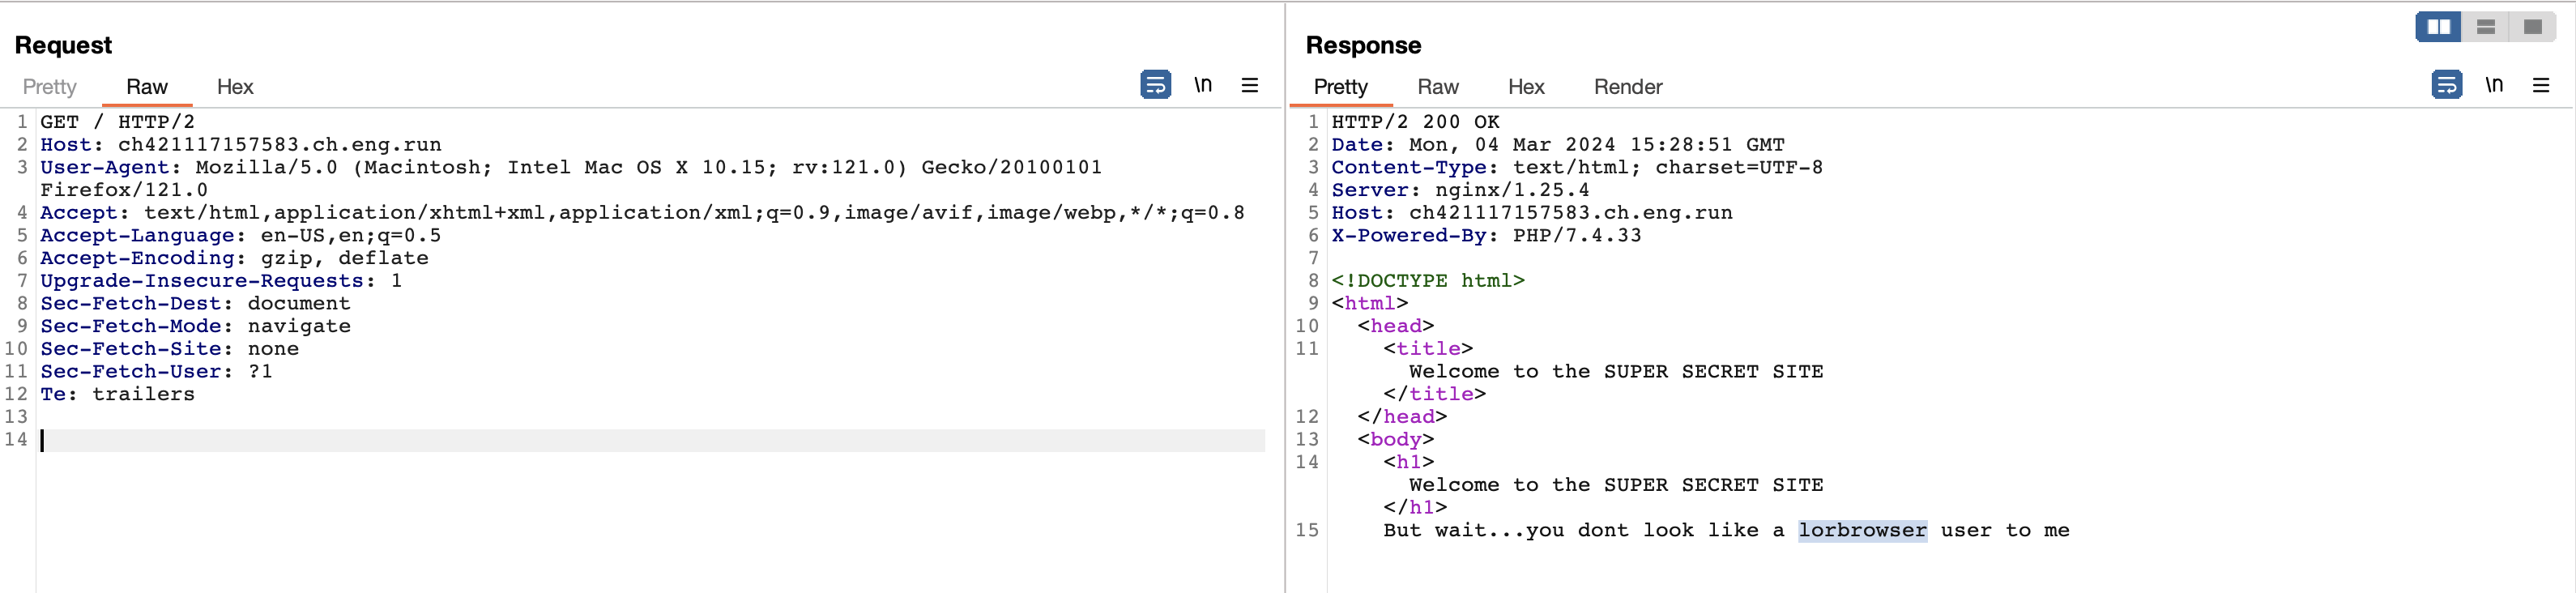 Request
Pretty Raw Hex
\n
1 GET / HTTP/2
2 Host: ch421117157583.ch.eng.run
3 User-Agent: Mozilla/5.0 (Macintosh; Intel Mac OS X 10.15; rv:121.0) Gecko/20100101
Firefox/121.0
4 Accept: text/html,application/xhtml+xml,application/xml;q=0.9,image/avif,image/webp,*/*;q=0.8
5 Accept-Language: en-US,en;q=0.5
6 Accept-Encoding: gzip, deflate
7 Upgrade-Insecure-Requests: 1
8 Sec-Fetch-Dest: document
9 Sec-Fetch-Mode: navigate
10 Sec-Fetch-Site: none
11 Sec-Fetch-User: ?1
12 Te: trailers
13
14
Response
Pretty Raw Hex Render
\n
1 HTTP/2 200 OK
2 Date: Mon, 04 Mar 2024 15:28:51 GMT
3 Content-Type: text/html; charset=UTF-8
4 Server: nginx/1.25.4
5 Host: ch421117157583.ch.eng.run
6 X-Powered-By: PHP/7.4.33
7
8 <!DOCTYPE html>
9 <html>
10 <head>
11 <title>
Welcome to the SUPER SECRET SITE
</title>
12 </head>
13 <body>
14 <h1>
Welcome to the SUPER SECRET SITE
</h1>
15 But wait...you dont look like a lorbrowser user to me